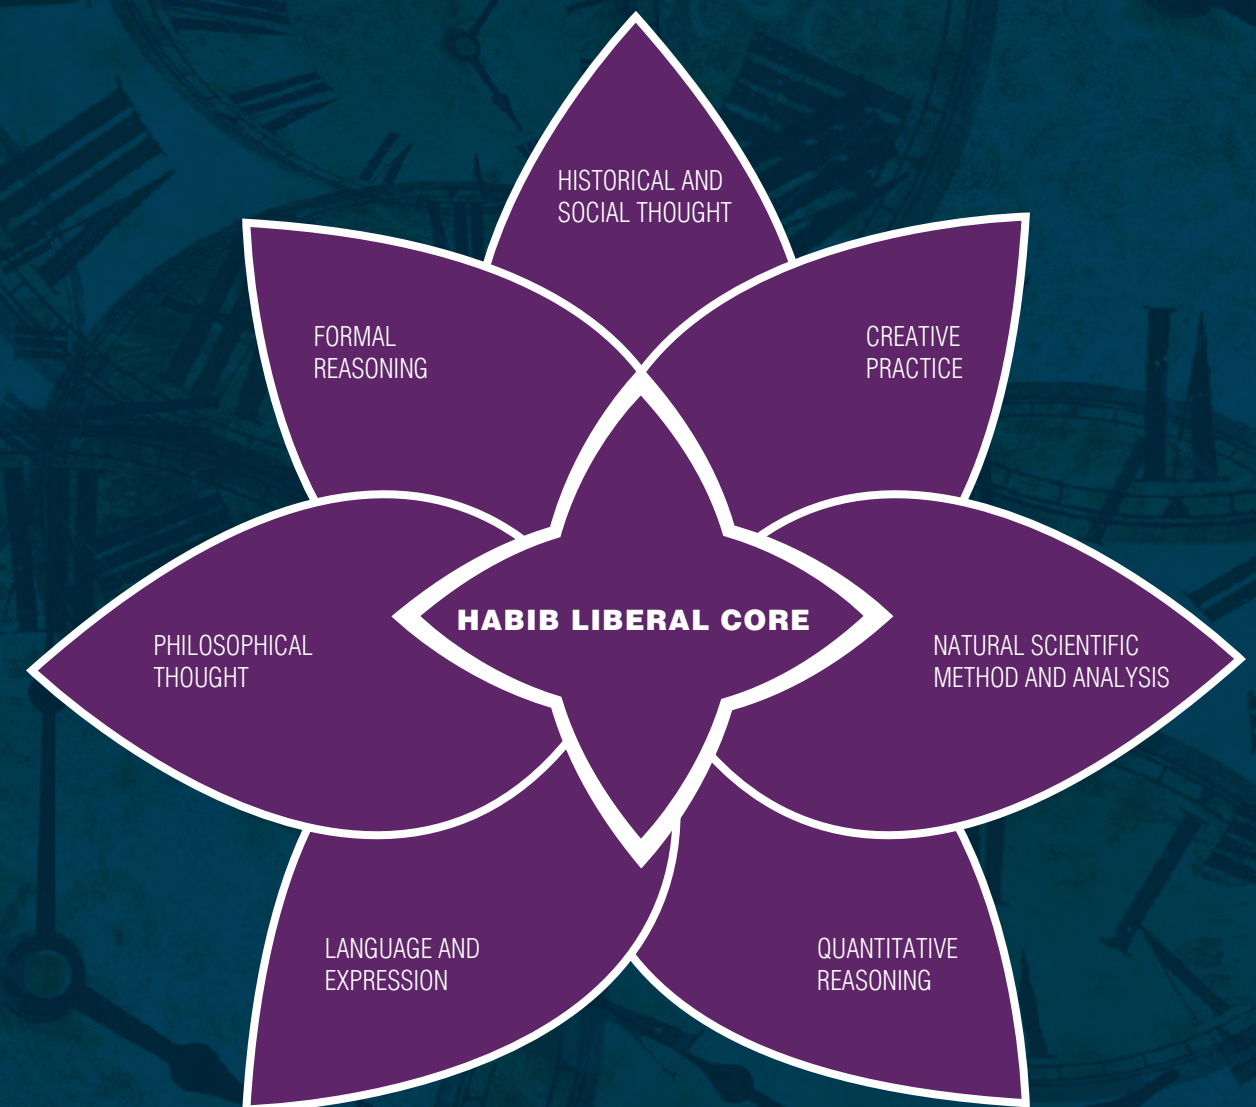 HISTORICAL AND
SOCIAL THOUGHT
FORMAL
REASONING
CREATIVE
PRACTICE
HABIB LIBERAL CORE
PHILOSOPHICAL
THOUGHT
NATURAL SCIENTIFIC
METHOD AND ANALYSIS
LANGUAGE AND
EXPRESSION
QUANTITATIVE
REASONING